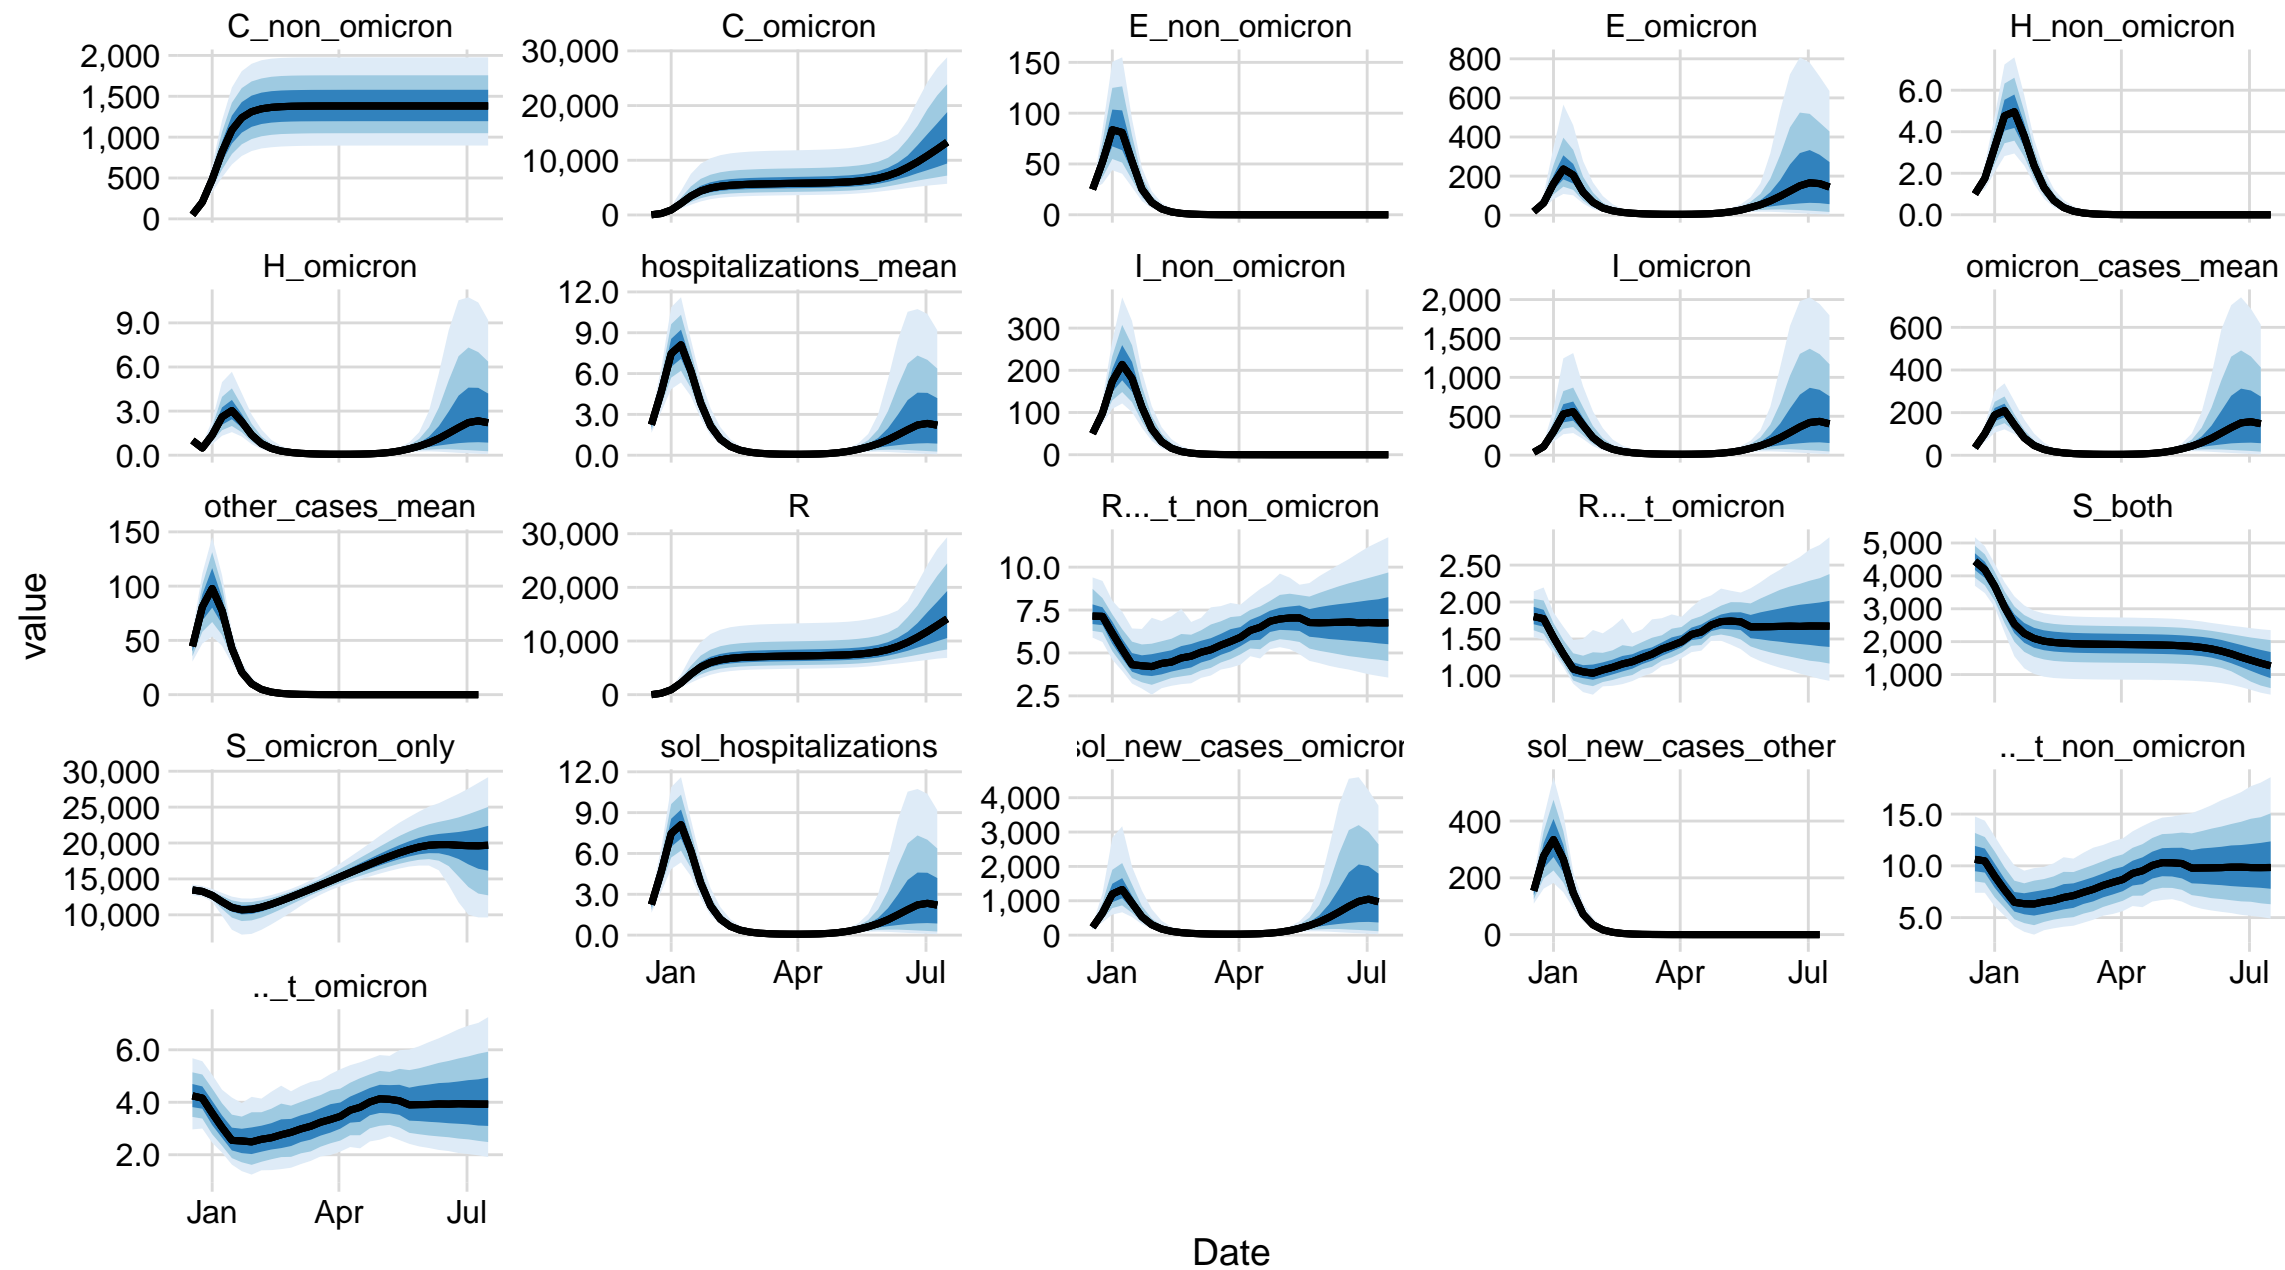 C_non_omicron C_omicron E_non_omicron E_omicron H_non_omicron
2,000 1,500 1,000 500 0
30,000 20,000 10,000 0
150 100 50 0
800 600 400 200 0
6.0 4.0 2.0 0.0
H_omicron hospitalizations_mean I_non_omicron I_omicron omicron_cases_mean
9.0 6.0 3.0 0.0
12.0 9.0 6.0 3.0 0.0
300 200 100 0
2,000 1,500 1,000 500 0
600 400 200 0
other_cases_mean R R..._t_non_omicron R..._t_omicron S_both
150 100 50 0
30,000 20,000 10,000 0
10.0 7.5 5.0 2.5
2.50 2.00 1.50 1.00
5,000 4,000 3,000 2,000 1,000
value
S_omicron_only sol_hospitalizations sol_new_cases_omicron sol_new_cases_other .._t_non_omicron
30,000 25,000 20,000 15,000 10,000
12.0 9.0 6.0 3.0 0.0
4,000 3,000 2,000 1,000 0
400 200 0
15.0 10.0 5.0
Jan Apr Jul
Jan Apr Jul
Jan Apr Jul
Jan Apr Jul
.._t_omicron
6.0 4.0 2.0
Jan Apr Jul
Date